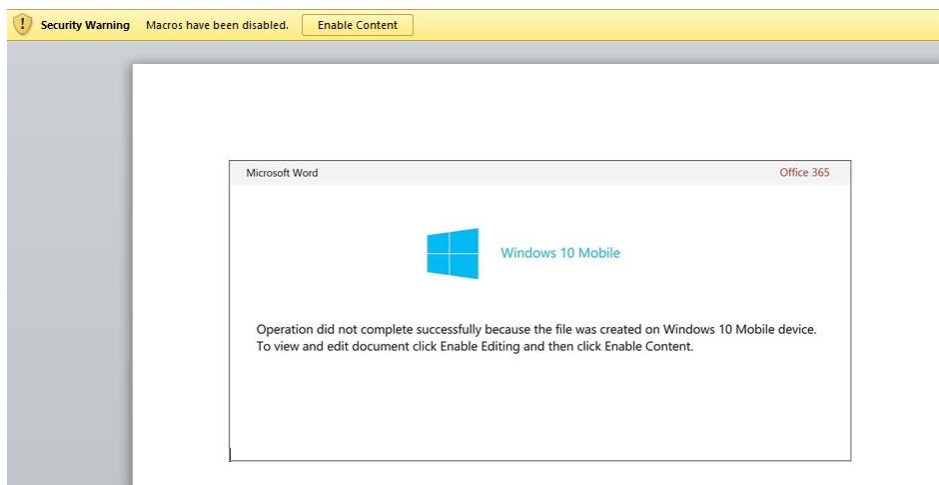 Security Warning Macros have been disabled. Enable Content
Microsoft Word Office 365
Windows 10 Mobile
Operation did not complete successfully because the file was created on Windows 10 Mobile device.
To view and edit document click Enable Editing and then click Enable Content.